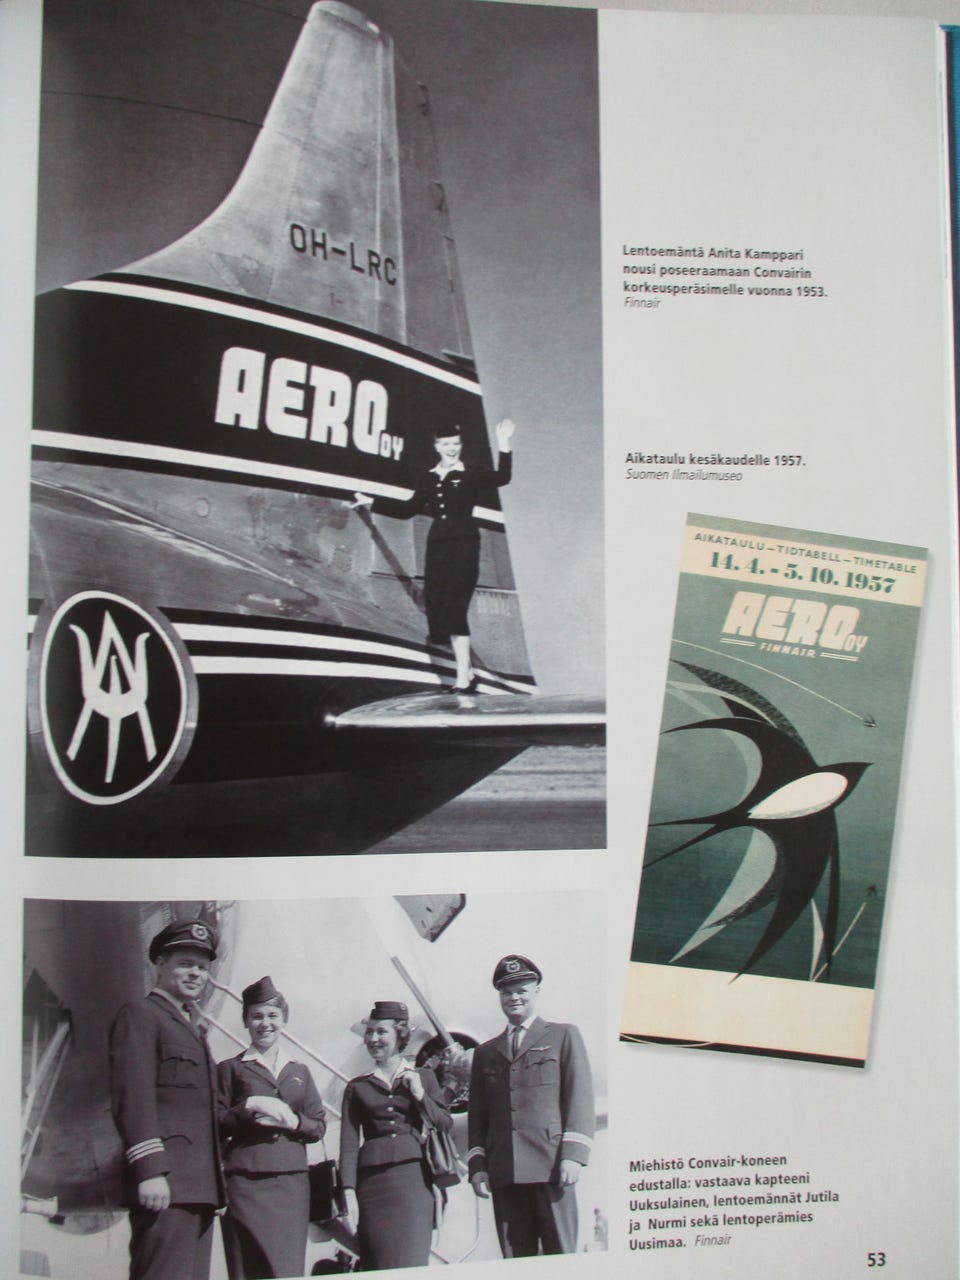 OH-LRC
AERO OY
Lentoemäntä Anita Kamppari
nousi poseeraamaan Convairin
korkeusperäsimelle vuonna 1953.
Finnair
Aikataulu kesäkaudelle 1957.
Suomen Ilmailumuseo
AIKATAULU – TIDTABELL – TIMETABLE
14. 4. - 5. 10. 1957
AERO OY
FINNAIR
Miehistö Convair-koneen
edustalla: vastaava kapteeni
Uuksulainen, lentoemännät Jutila
ja Nurmi sekä lentoperämies
Uusimaa. Finnair
53